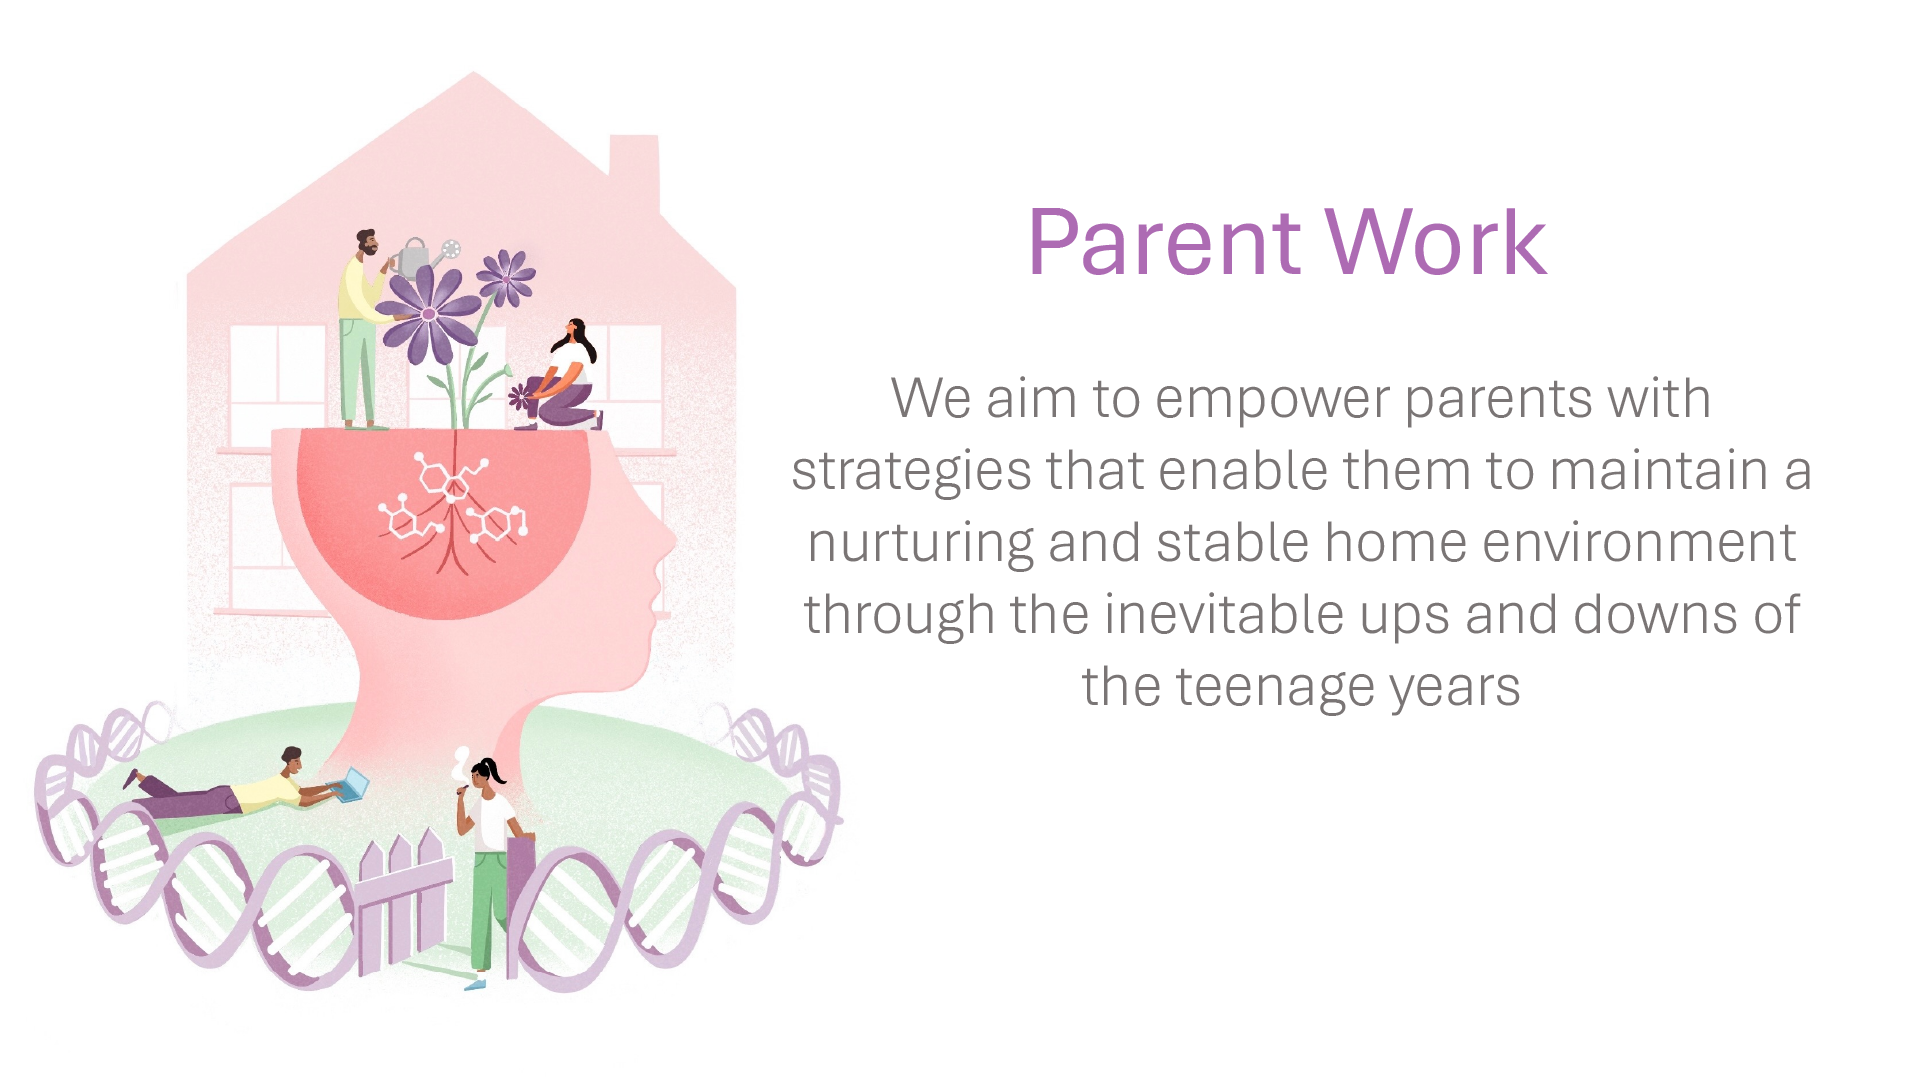 Parent Work
We aim to empower parents with
strategies that enable them to maintain a
nurturing and stable home environment
through the inevitable ups and downs of
the teenage years